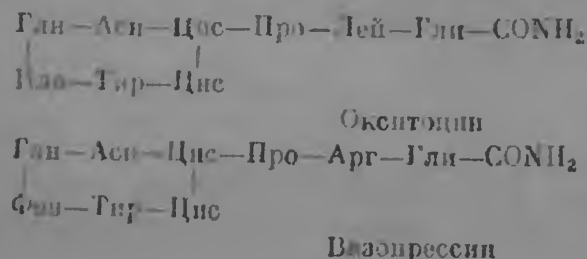 Глн—Асн—Цис—Про—Лей—Гли—CONH₂
Иле—Тир—Цис
Окситоцин
Глн—Асн—Цис—Про—Арг—Гли—CONH₂
Фен—Тир—Цис
Вазопрессин